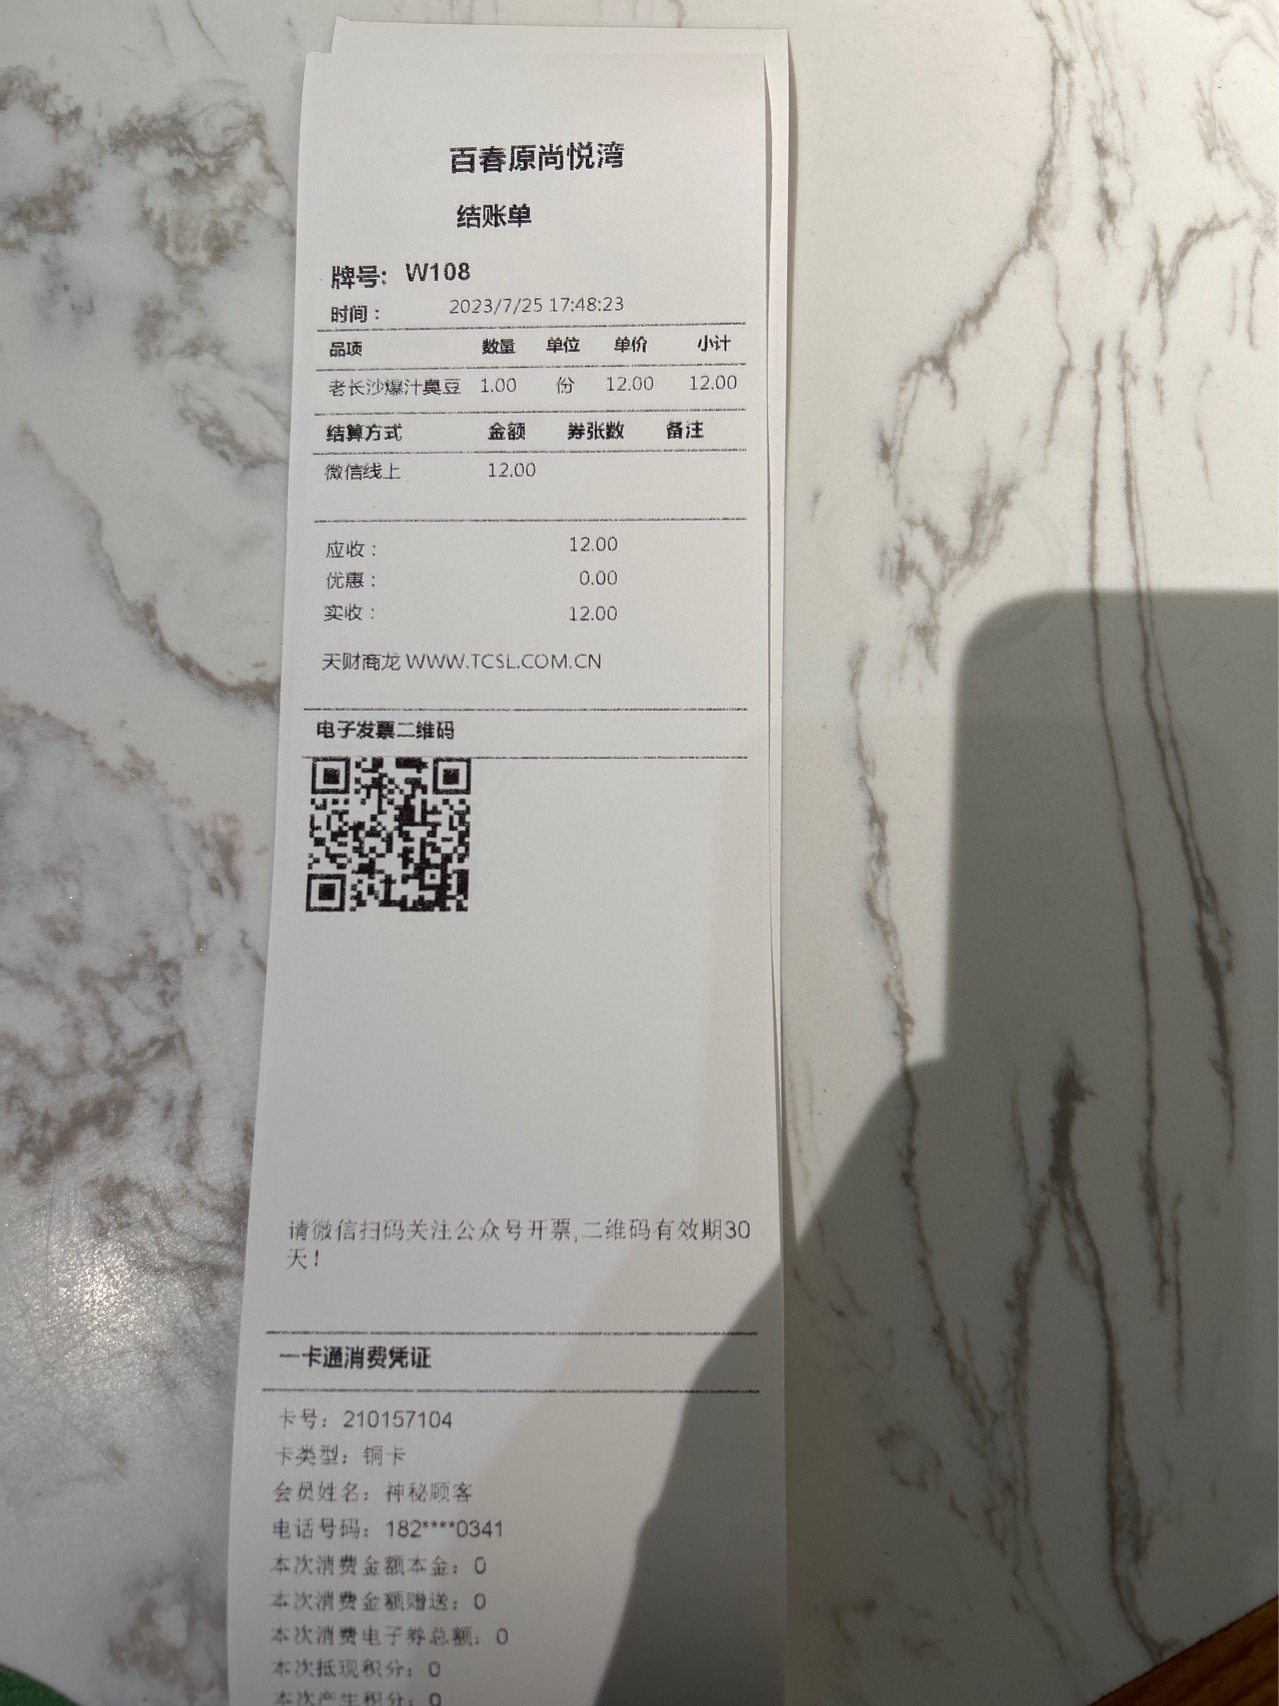 百春原尚悦湾
结账单
牌号: W108
时间： 2023/7/25 17:48:23
品项 数量 单位 单价 小计
老长沙爆汁臭豆 1.00 份 12.00 12.00
结算方式 金额 券张数 备注
微信线上 12.00
应收： 12.00
优惠： 0.00
实收： 12.00
天财商龙 WWW.TCSL.COM.CN
电子发票二维码
请微信扫码关注公众号开票,二维码有效期30
天!
一卡通消费凭证
卡号：210157104
卡类型：铜卡
会员姓名：神秘顾客
电话号码：182****0341
本次消费金额本金：0
本次消费金额赠送：0
本次消费电子券总额：0
本次抵现积分：0
本次产生积分：0